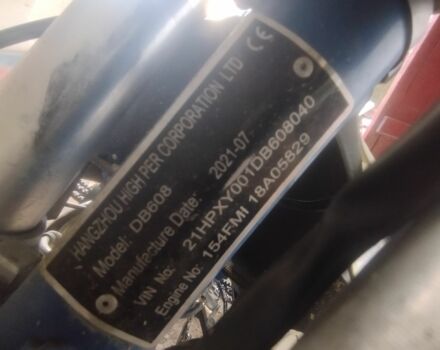 HANGZHOU HIGH PER CORPORATION LTD CE
Model: DB608
Manufacture Date: 2021-07
VIN No: 21HPXY001DB608040
Engine No: 154FMI 18A05829